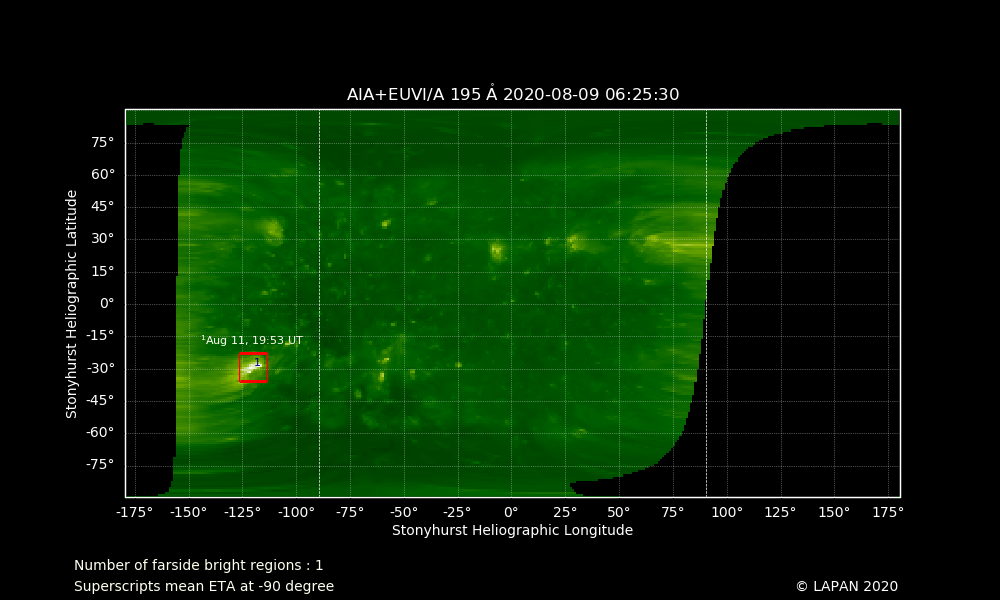 AIA+EUVI/A 195 Å 2020-08-09 06:25:30
Stonyhurst Heliographic Latitude
75°
60°
45°
30°
15°
0°
-15°
-30°
-45°
-60°
-75°
¹Aug 11, 19:53 UT
1
-175° -150° -125° -100° -75° -50° -25° 0° 25° 50° 75° 100° 125° 150° 175°
Stonyhurst Heliographic Longitude
Number of farside bright regions : 1
Superscripts mean ETA at -90 degree
© LAPAN 2020